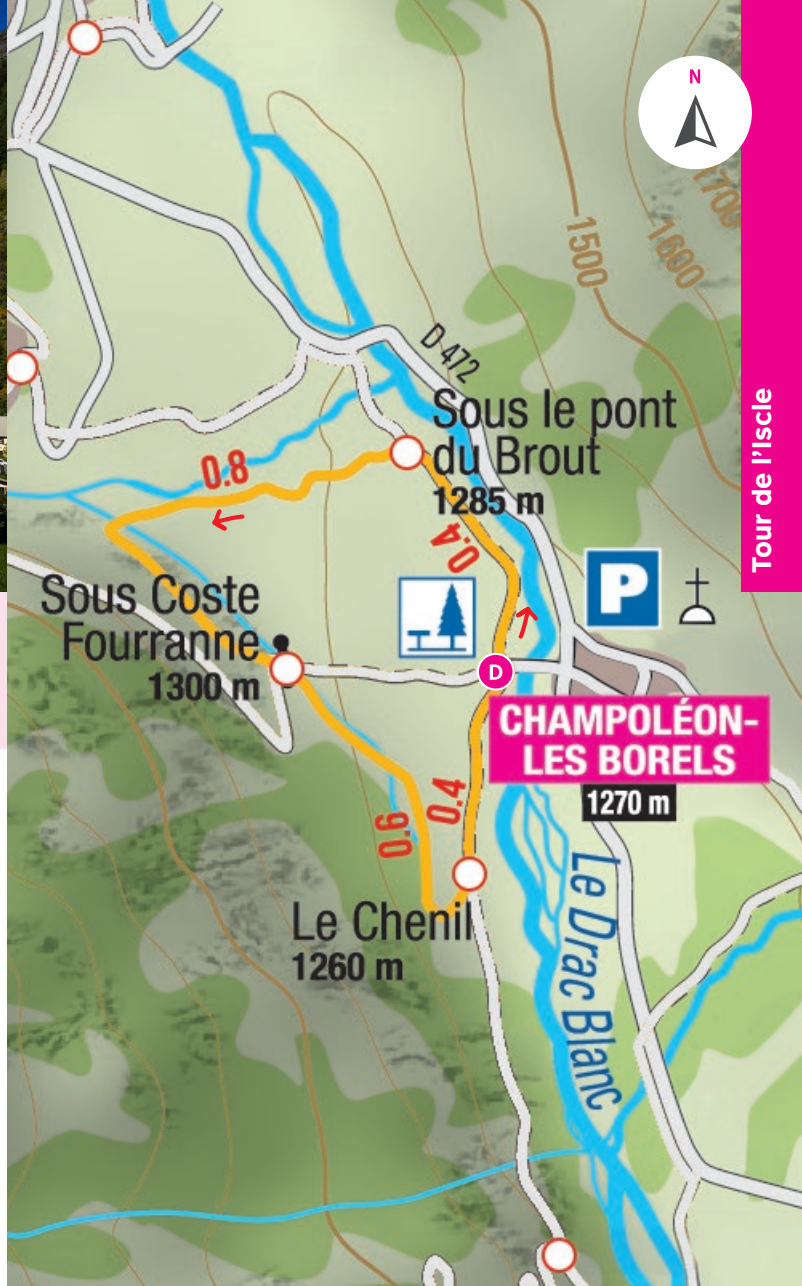 N
1700
1600
1500
Tour de l'Iscle
D 472
Sous le pont
du Brout
1285 m
0.8
0.4
P
Sous Coste
Fourranne
1300 m
D
CHAMPOLÉON-
LES BORELS
1270 m
0.4
0.6
Le Chenil
1260 m
Le Drac Blanc